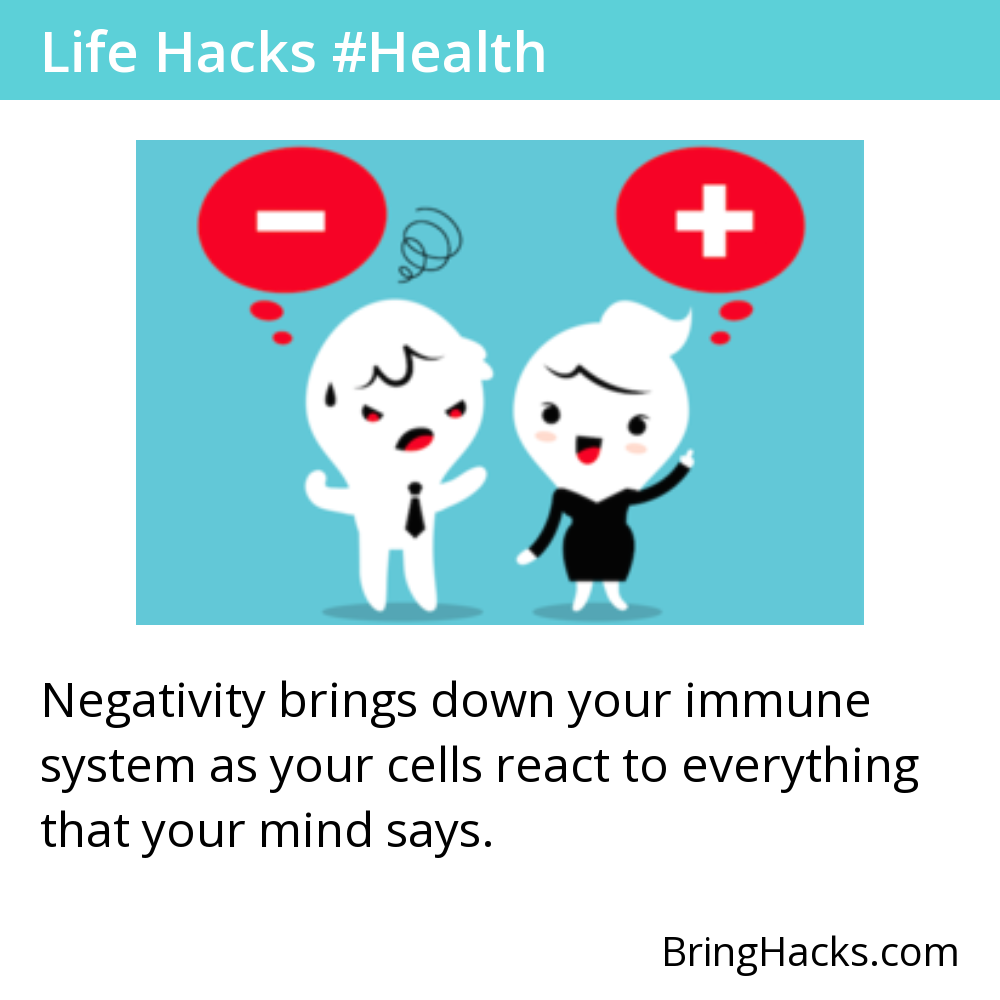 Life Hacks #Health
Negativity brings down your immune
system as your cells react to everything
that your mind says.
BringHacks.com